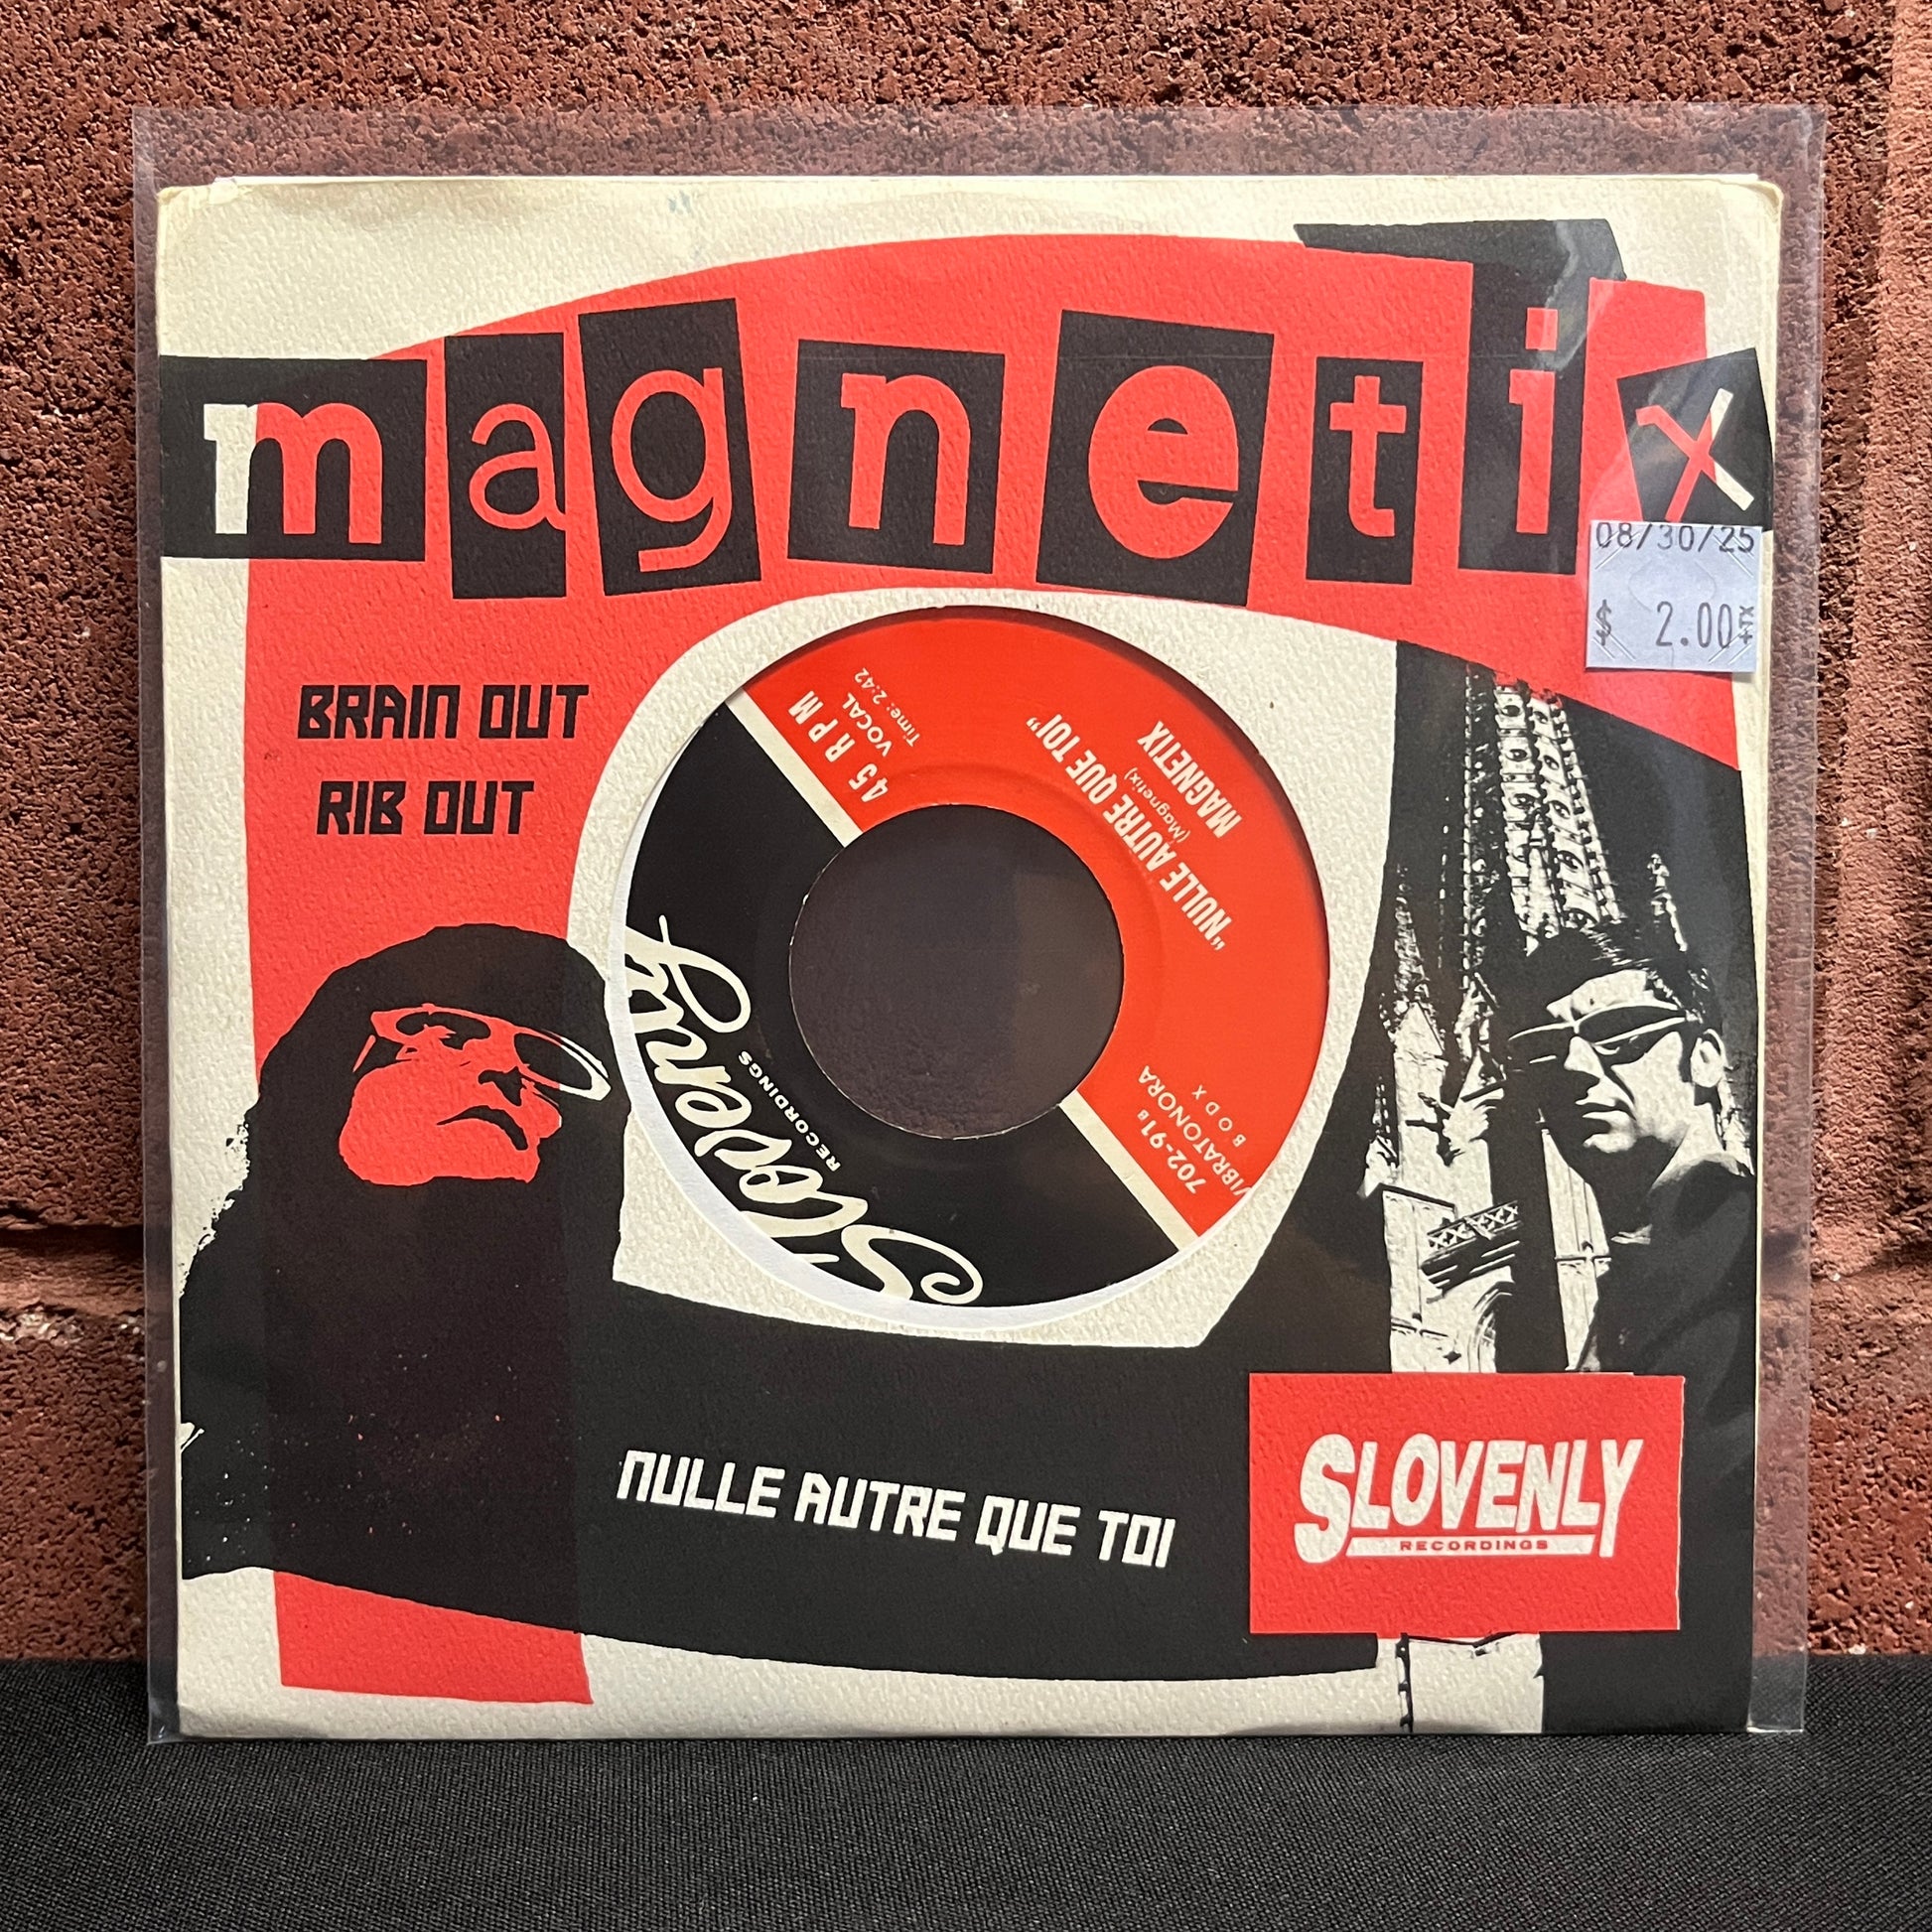 magnetix
08/30/25
$ 2.00 +TX
BRAIN OUT
RIB OUT
45 RPM
VOCAL
Time: 2:42
"NULLE AUTRE QUE TOI"
(Magnetix)
MAGNETIX
702-91B
VIBRATONORA
BODX
Slovenly
RECORDINGS
NULLE AUTRE QUE TOI
SLOVENLY
RECORDINGS